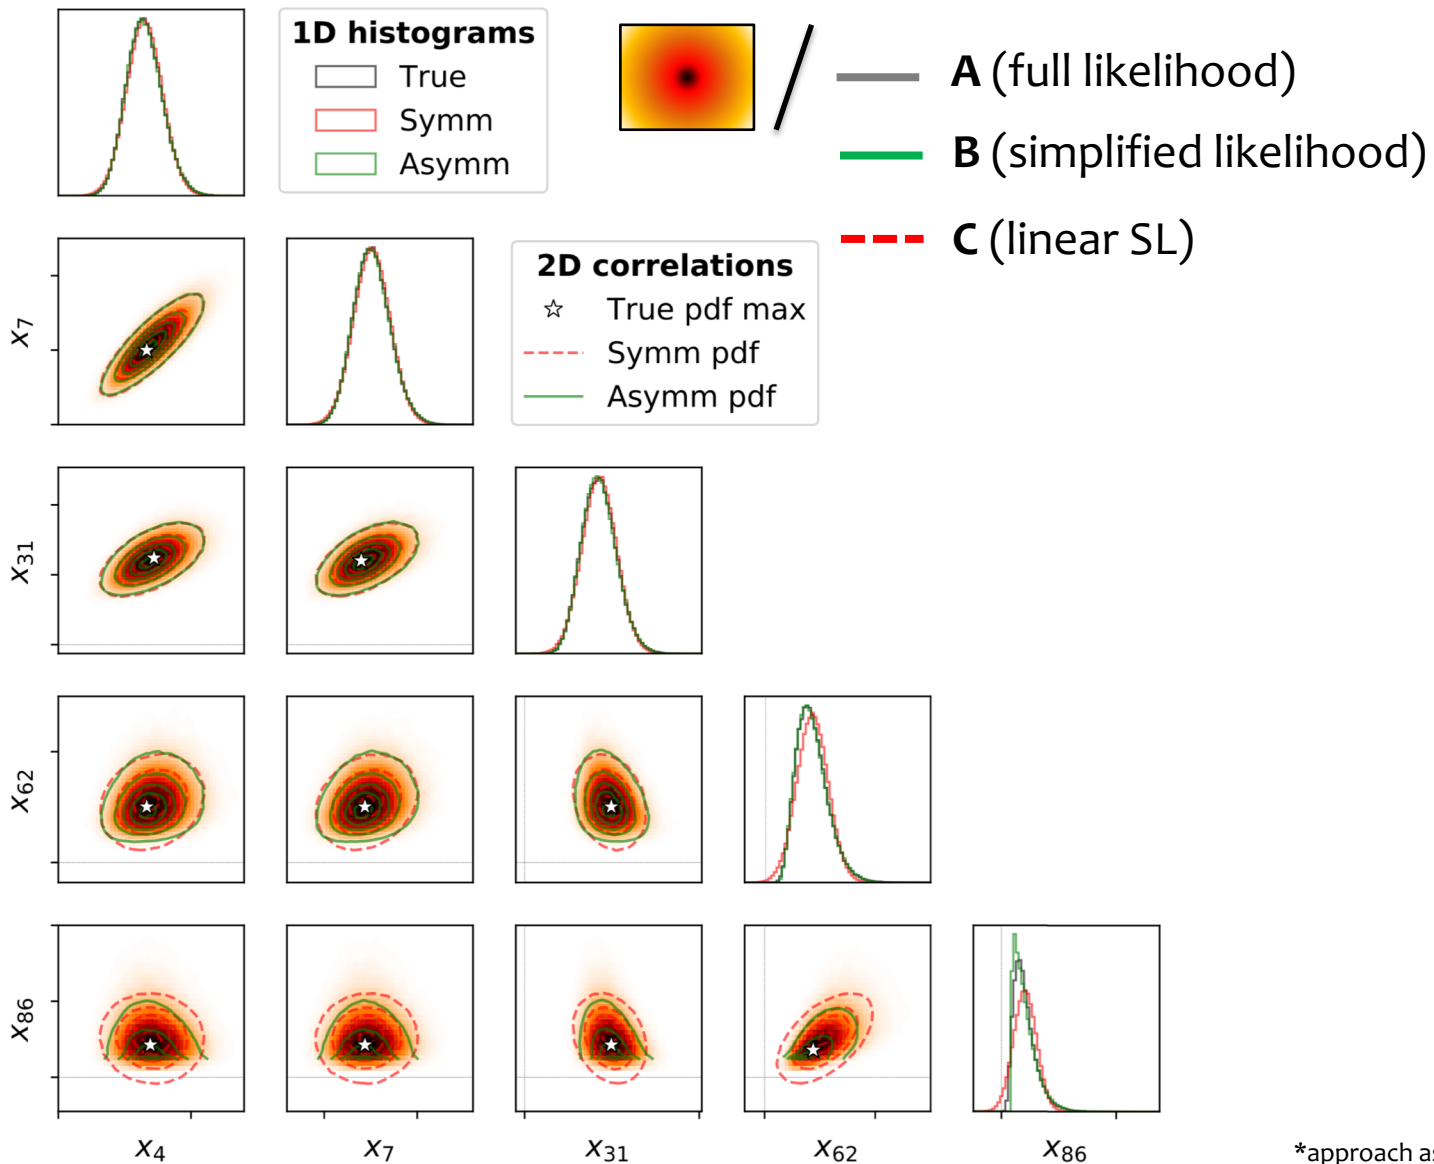 1D histograms
True
Symm
Asymm
A (full likelihood)
B (simplified likelihood)
C (linear SL)
2D correlations
True pdf max
Symm pdf
Asymm pdf
x7
x31
x62
x86
x4
x7
x31
x62
x86
*approach as